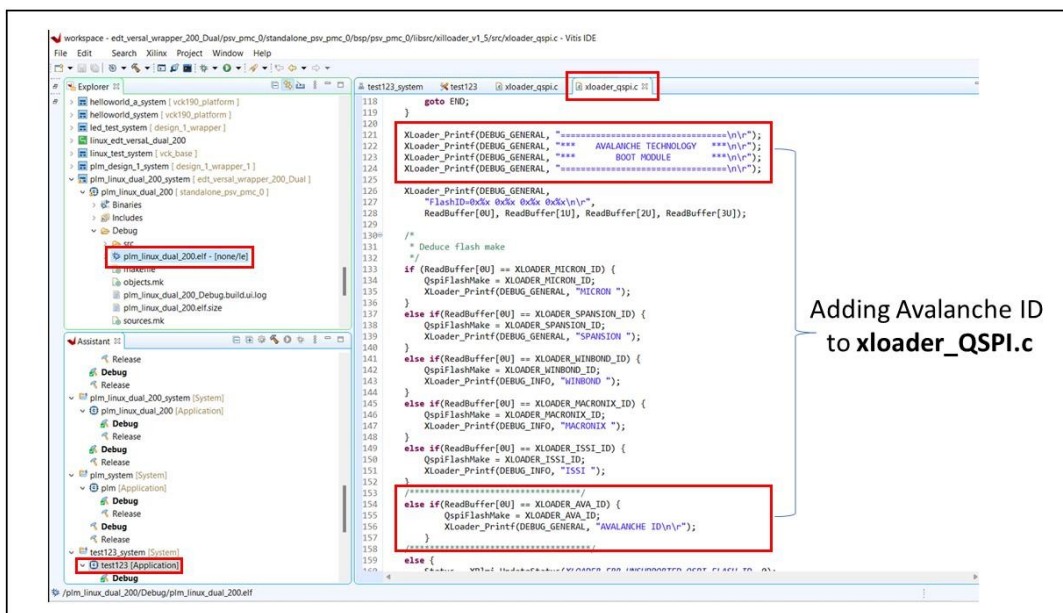 workspace - edt_versal_wrapper_200_Dual/psv_pmc_0/standalone_psv_pmc_0/bsp/psv_pmc_0/libsrc/xilloader_v1_5/src/xloader_qspi.c - Vitis IDE
File Edit Search Xilinx Project Window Help
Explorer
helloworld_a_system [ vck190_platform ]
helloworld_system [ vck190_platform ]
led_test_system [ design_1_wrapper ]
linux_edt_versaL_dual_200
linux_test_system [ vck_base ]
plm_design_1_system [ design_1_wrapper_1 ]
plm_linux_dual_200_system [ edt_versal_wrapper_200_Dual ]
plm_linux_dual_200 [ standalone_psv_pmc_0 ]
Binaries
Includes
Debug
src
plm_linux_dual_200.elf - [none/le]
makefile
objects.mk
plm_linux_dual_200_Debug.build.ui.log
plm_linux_dual_200.elf.size
sources.mk
Assistant
Release
Debug
Release
plm_linux_dual_200_system [System]
plm_linux_dual_200 [Application]
Debug
Release
Debug
Release
plm_system [System]
plm [Application]
Debug
Release
Debug
Release
test123_system [System]
test123 [Application]
Debug
/plm_linux_dual_200/Debug/plm_linux_dual_200.elf
test123_system test123 xloader_qspi.c xloader_qspi.c
118 goto END;
119 }
120
121 XLoader_Printf(DEBUG_GENERAL, "=================================\n\r");
122 XLoader_Printf(DEBUG_GENERAL, "*** AVALANCHE TECHNOLOGY ***\n\r");
123 XLoader_Printf(DEBUG_GENERAL, "*** BOOT MODULE ***\n\r");
124 XLoader_Printf(DEBUG_GENERAL, "=================================\n\r");
125
126 XLoader_Printf(DEBUG_GENERAL,
127 "FlashID=0x%x 0x%x 0x%x 0x%x\n\r",
128 ReadBuffer[0U], ReadBuffer[1U], ReadBuffer[2U], ReadBuffer[3U]);
129
130 /*
131 * Deduce flash make
132 */
133 if (ReadBuffer[0U] == XLOADER_MICRON_ID) {
134 QspiFlashMake = XLOADER_MICRON_ID;
135 XLoader_Printf(DEBUG_GENERAL, "MICRON ");
136 }
137 else if(ReadBuffer[0U] == XLOADER_SPANSION_ID) {
138 QspiFlashMake = XLOADER_SPANSION_ID;
139 XLoader_Printf(DEBUG_GENERAL, "SPANSION ");
140 }
141 else if(ReadBuffer[0U] == XLOADER_WINBOND_ID) {
142 QspiFlashMake = XLOADER_WINBOND_ID;
143 XLoader_Printf(DEBUG_INFO, "WINBOND ");
144 }
145 else if(ReadBuffer[0U] == XLOADER_MACRONIX_ID) {
146 QspiFlashMake = XLOADER_MACRONIX_ID;
147 XLoader_Printf(DEBUG_INFO, "MACRONIX ");
148 }
149 else if(ReadBuffer[0U] == XLOADER_ISSI_ID) {
150 QspiFlashMake = XLOADER_ISSI_ID;
151 XLoader_Printf(DEBUG_INFO, "ISSI ");
152 }
153 /**********************************/
154 else if(ReadBuffer[0U] == XLOADER_AVA_ID) {
155 QspiFlashMake = XLOADER_AVA_ID;
156 XLoader_Printf(DEBUG_GENERAL, "AVALANCHE ID\n\r");
157 }
158 /************************************/
159 else {
160 Status = XPlmi_UpdateStatus(XLOADER_ERR_UNSUPPORTED_QSPI_FLASH_ID, 0);
Adding Avalanche ID
to xloader_QSPI.c